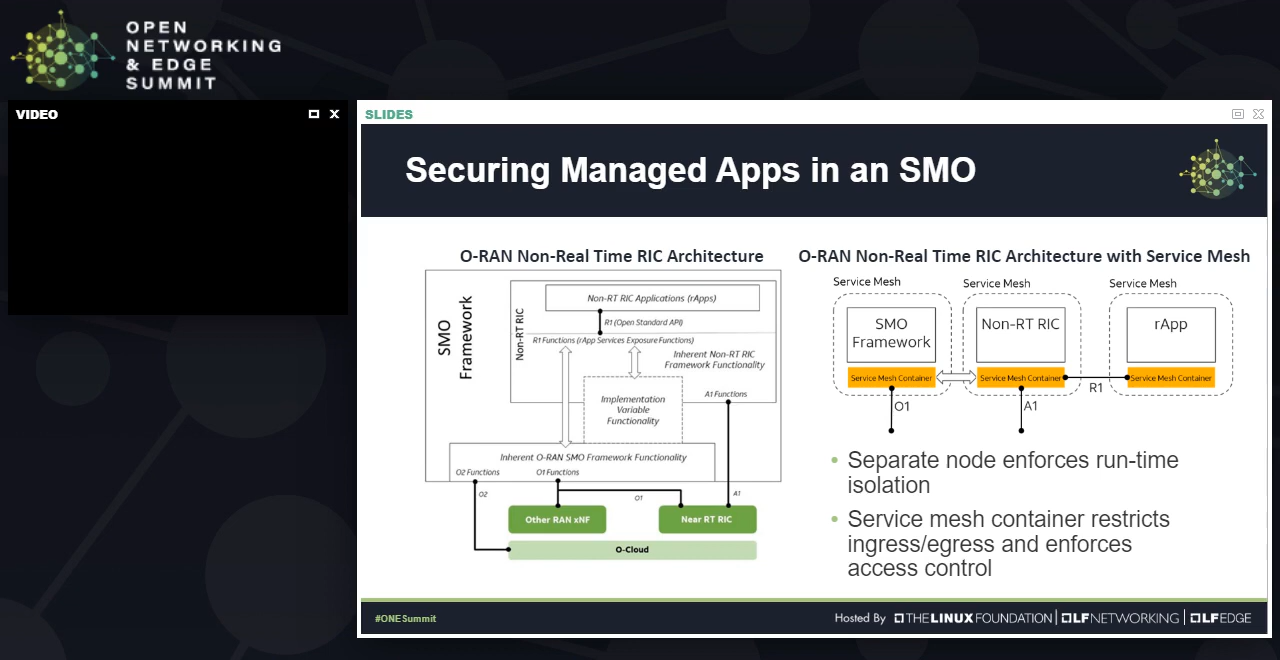 OPEN
NETWORKING
& EDGE
SUMMIT
VIDEO
SLIDES
Securing Managed Apps in an SMO
O-RAN Non-Real Time RIC Architecture
SMO
Framework
Non-RT RIC
Non-RT RIC Applications (rApps)
R1 (Open Standard API)
R1 Functions (rApp Services Exposure Functions)
Inherent Non-RT RIC
Framework Functionality
Implementation
Variable
Functionality
A1 Functions
Inherent O-RAN SMO Framework Functionality
O2 Functions
O1 Functions
O2
O1
A1
Other RAN xNF
Near RT RIC
O-Cloud
O-RAN Non-Real Time RIC Architecture with Service Mesh
Service Mesh
Service Mesh
Service Mesh
SMO
Framework
Non-RT RIC
rApp
Service Mesh Container
Service Mesh Container
Service Mesh Container
R1
O1
A1
• Separate node enforces run-time
isolation
• Service mesh container restricts
ingress/egress and enforces
access control
#ONESummit
Hosted By THE LINUX FOUNDATION | LF NETWORKING | LF EDGE